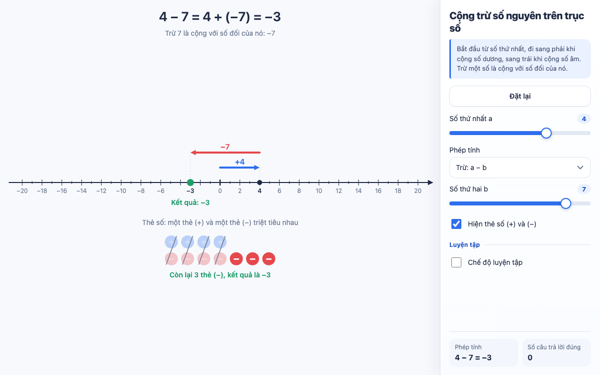 4 − 7 = 4 + (−7) = −3
Trừ 7 là cộng với số đối của nó: −7
−7
+4
−20 −18 −16 −14 −12 −10 −8 −6 −3 0 2 4 6 8 10 12 14 16 18 20
Kết quả: −3
Thẻ số: một thẻ (+) và một thẻ (−) triệt tiêu nhau
− − −
Còn lại 3 thẻ (−), kết quả là −3
Cộng trừ số nguyên trên trục
số
Bắt đầu từ số thứ nhất, đi sang phải khi
cộng số dương, sang trái khi cộng số âm.
Trừ một số là cộng với số đối của nó.
Đặt lại
Số thứ nhất a 4
Phép tính
Trừ: a − b
Số thứ hai b 7
Hiện thẻ số (+) và (−)
Luyện tập
Chế độ luyện tập
Phép tính
4 − 7 = −3
Số câu trả lời đúng
0